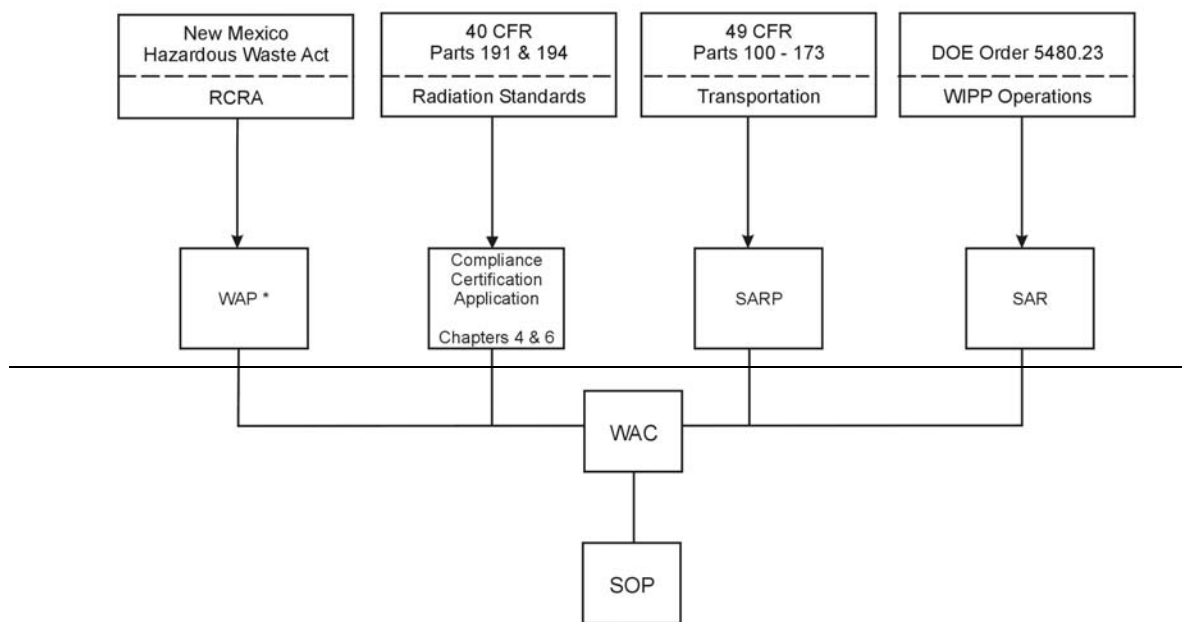 New Mexico
Hazardous Waste Act
RCRA
40 CFR
Parts 191 & 194
Radiation Standards
49 CFR
Parts 100 - 173
Transportation
DOE Order 5480.23
WIPP Operations
WAP *
Compliance
Certification
Application
Chapters 4 & 6
SARP
SAR
WAC
SOP